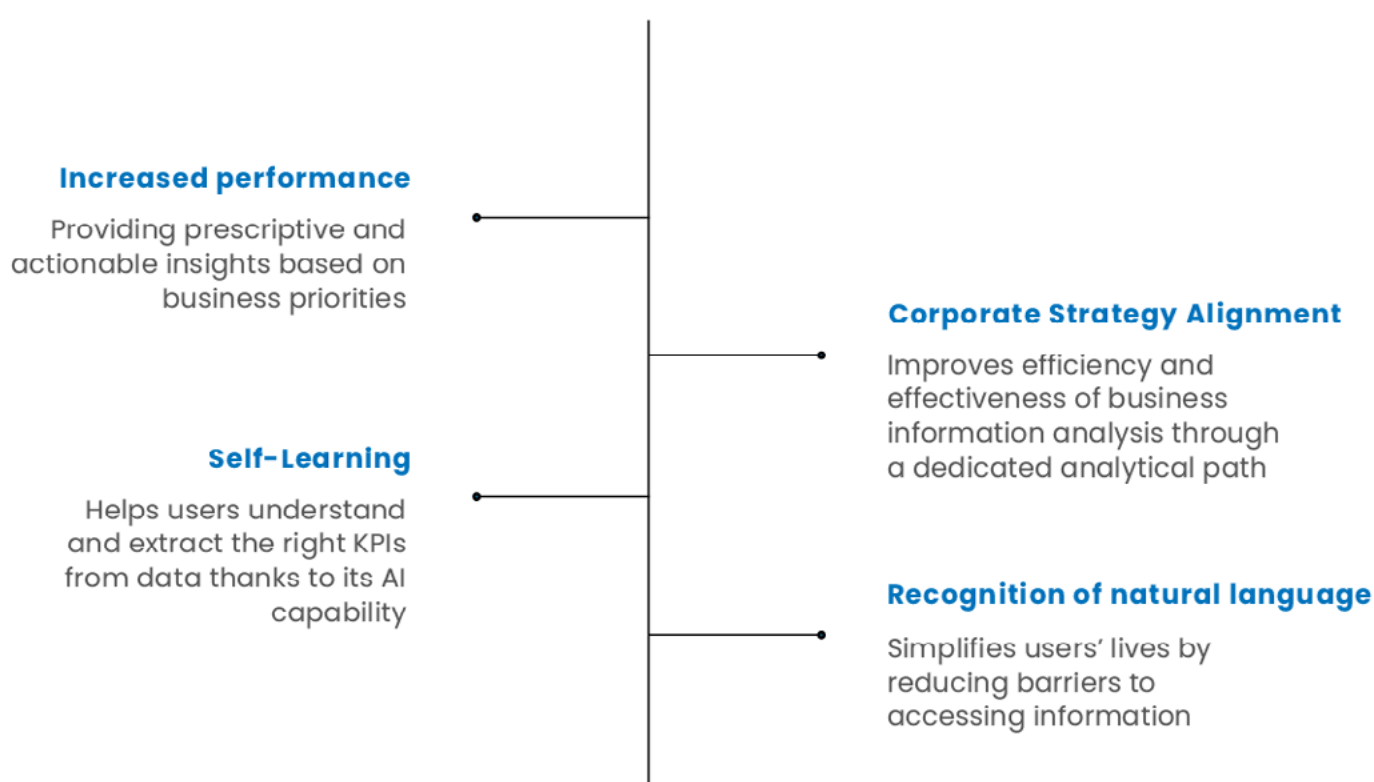 Increased performance
Providing prescriptive and
actionable insights based on
business priorities
Corporate Strategy Alignment
Improves efficiency and
effectiveness of business
information analysis through
a dedicated analytical path
Self-Learning
Helps users understand
and extract the right KPIs
from data thanks to its AI
capability
Recognition of natural language
Simplifies users’ lives by
reducing barriers to
accessing information